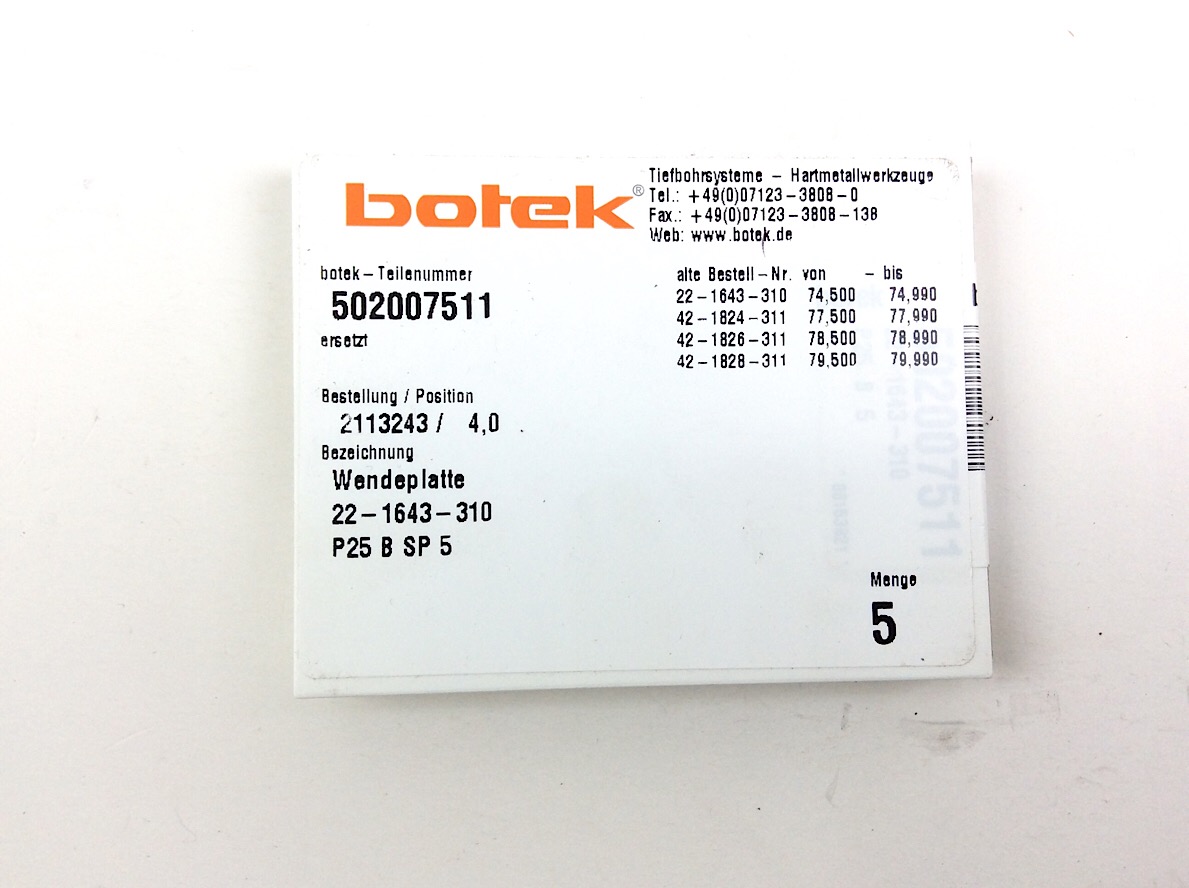 botek®
Tiefbohrsysteme - Hartmetallwerkzeuge
Tel.: +49(0)07123-3808-0
Fax.: +49(0)07123-3808-138
Web: www.botek.de
botek-Teilenummer
502007511
ersetzt
alte Bestell-Nr. von - bis
22-1643-310 74,500 74,990
42-1824-311 77,500 77,990
42-1826-311 78,500 78,990
42-1828-311 79,500 79,990
Bestellung / Position
2113243 / 4,0
Bezeichnung
Wendeplatte
22-1643-310
P25 B SP 5
Menge
5
502007511